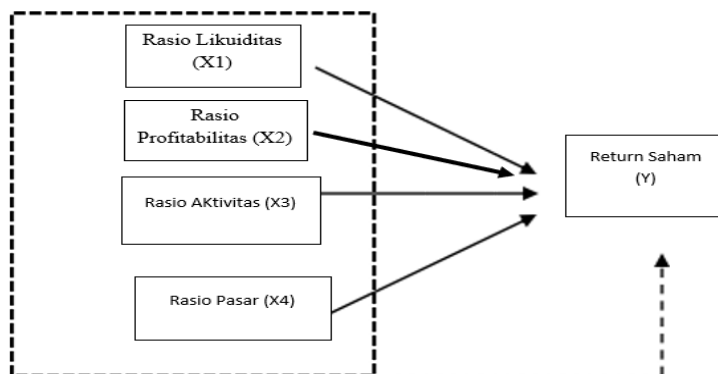 Rasio Likuiditas
(X1)
Rasio
Profitabilitas (X2)
Rasio AKtivitas (X3)
Rasio Pasar (X4)
Return Saham
(Y)